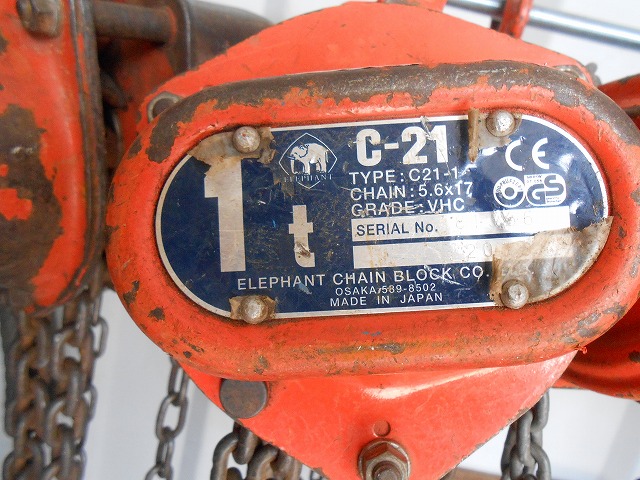 1 t
ELEPHANT
C-21
TYPE: C21-1
CHAIN: 5.6x17
GRADE: VHC
SERIAL No.
CE
GS
ELEPHANT CHAIN BLOCK CO.
OSAKA 589-8502
MADE IN JAPAN